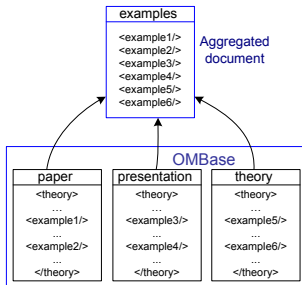 examples
<example1/>
<example2/>
<example3/>
<example4/>
<example5/>
<example6/>
Aggregated
document
OMBase
paper
<theory>
...
<example1/>
...
<example2/>
...
</theory>
presentation
<theory>
...
<example3/>
...
<example4/>
...
</theory>
theory
<theory>
...
<example5/>
...
<example6/>
...
</theory>